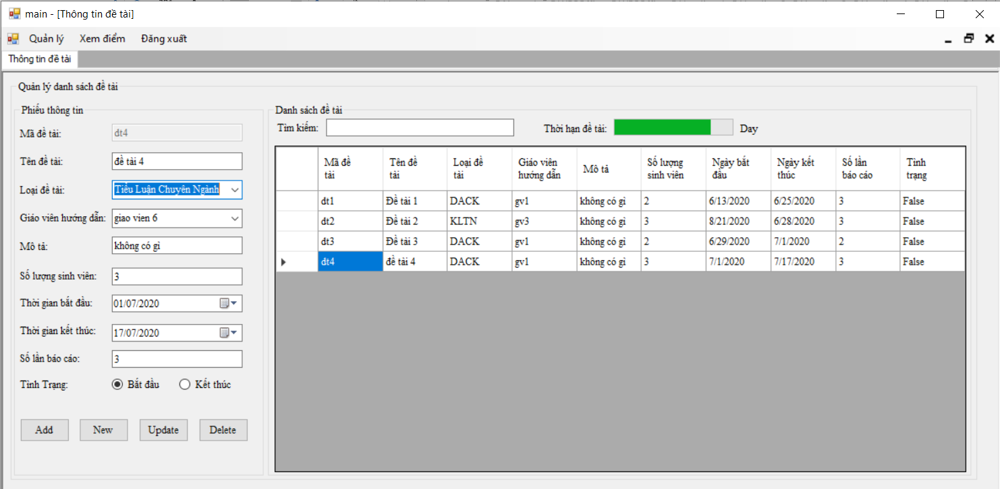 main - [Thông tin đề tài]
Quản lý Xem điểm Đăng xuất
Thông tin đề tài
Quản lý danh sách đề tài
Phiếu thông tin
Mã đề tài: dt4
Tên đề tài: đề tài 4
Loại đề tài: Tiểu Luận Chuyên Ngành
Giáo viên hướng dẫn: giao vien 6
Mô tả: không có gì
Số lượng sinh viên: 3
Thời gian bắt đầu: 01/07/2020
Thời gian kết thúc: 17/07/2020
Số lần báo cáo: 3
Tình Trạng: Bắt đầu Kết thúc
Add New Update Delete
Danh sách đề tài
Tìm kiếm: Thời hạn đề tài: Day
Mã đề tài Tên đề tài Loại đề tài Giáo viên hướng dẫn Mô tả Số lượng sinh viên Ngày bắt đầu Ngày kết thúc Số lần báo cáo Tình trạng
dt1 Đề tài 1 DACK gv1 không có gì 2 6/13/2020 6/25/2020 3 False
dt2 Đề tài 2 KLTN gv3 không có gì 3 8/21/2020 6/28/2020 3 False
dt3 Đề tài 3 DACK gv1 không có gì 2 6/29/2020 7/1/2020 2 False
dt4 đề tài 4 DACK gv1 không có gì 3 7/1/2020 7/17/2020 3 False